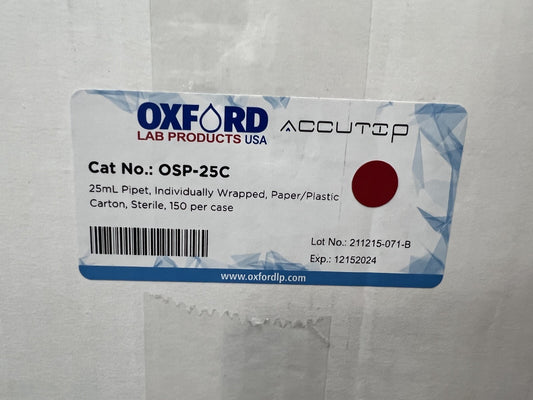 OXFORD
LAB PRODUCTS USA
ACCUTIP
Cat No.: OSP-25C
25mL Pipet, Individually Wrapped, Paper/Plastic
Carton, Sterile, 150 per case
Lot No.: 211215-071-B
Exp.: 12152024
www.oxfordlp.com